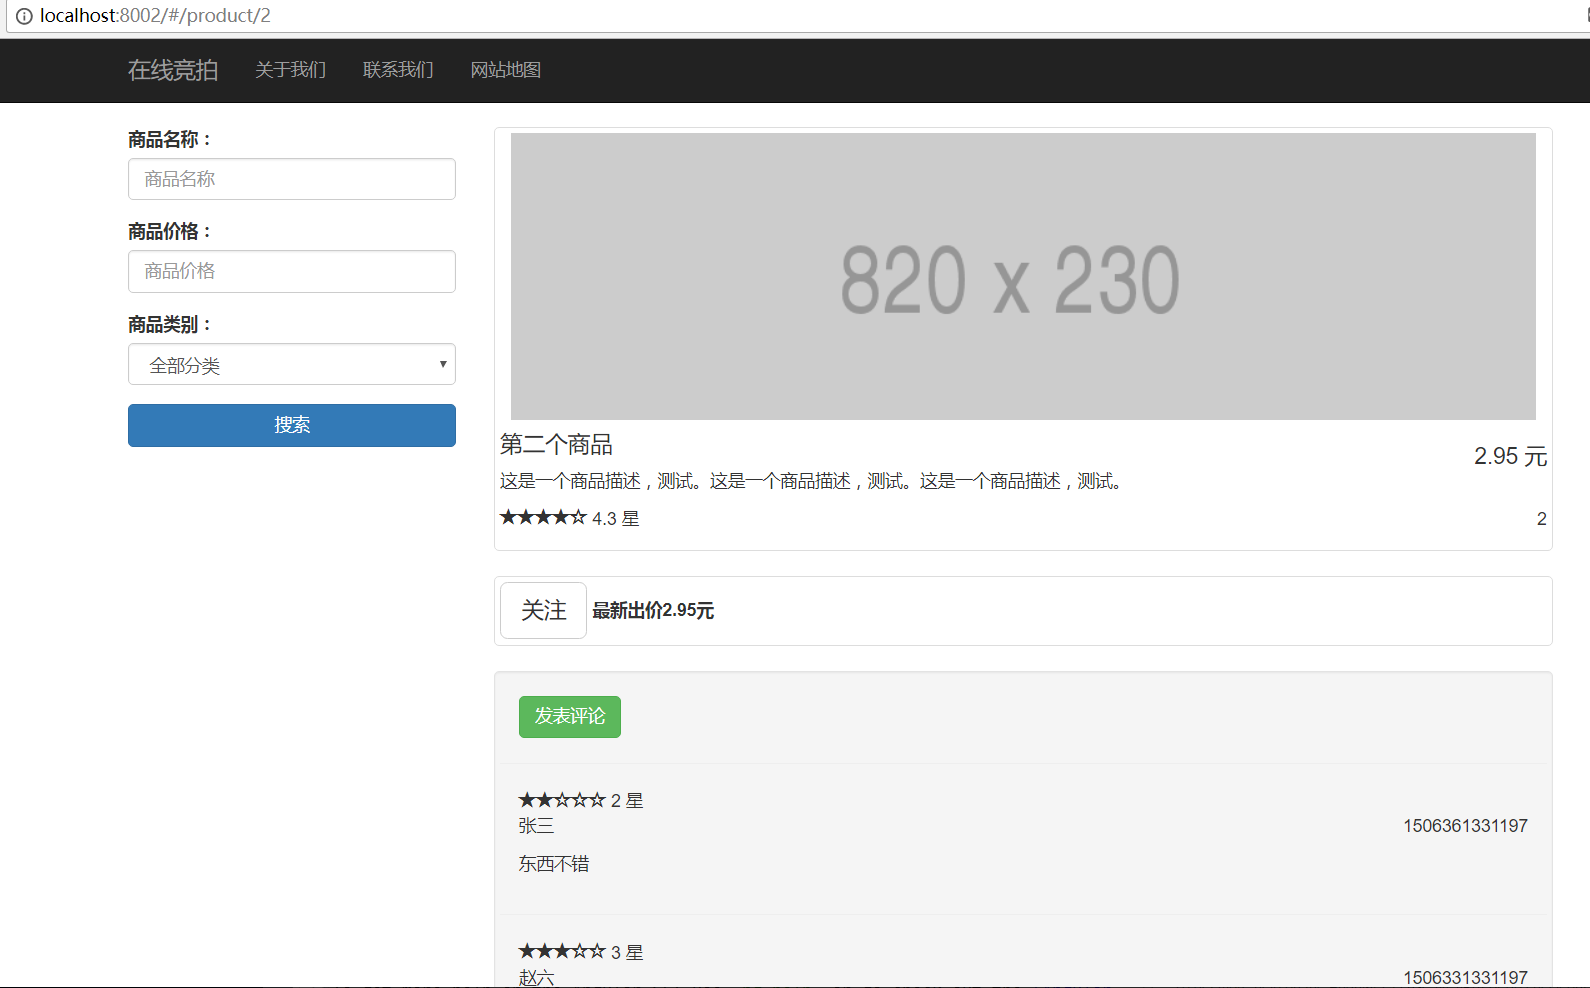 localhost:8002/#/product/2
在线竞拍 关于我们 联系我们 网站地图
商品名称：
商品名称
商品价格：
商品价格
商品类别：
全部分类
搜索
820 x 230
第二个商品
2.95 元
这是一个商品描述，测试。这是一个商品描述，测试。这是一个商品描述，测试。
★★★★☆ 4.3 星
2
关注 最新出价2.95元
发表评论
★★☆☆☆ 2 星
张三 1506361331197
东西不错
★★★☆☆ 3 星
赵六 1506331331197